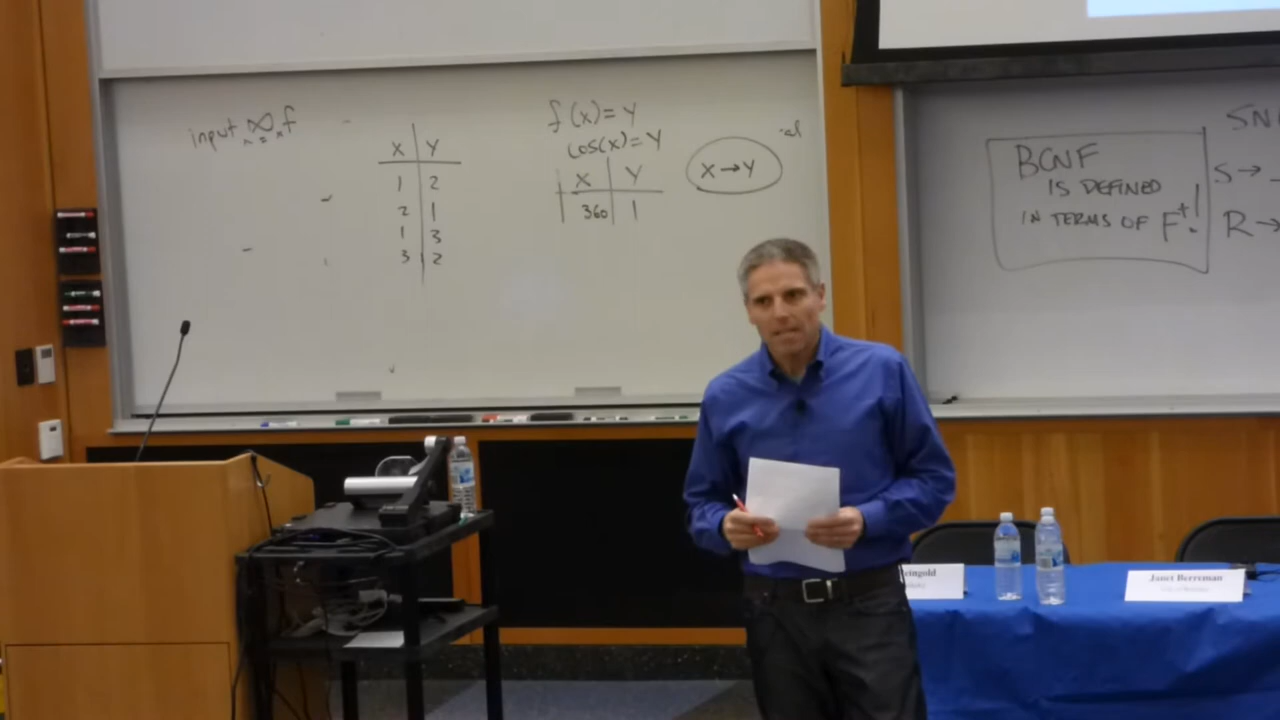 input ∞ f
X Y
1 2
2 1
1 3
3 2
f(x)=Y
cos(x)=Y
X Y
360 1
X→Y
BCNF
IS DEFINED
IN TERMS OF F+!
S→
R→
eingold
Janet Berreman